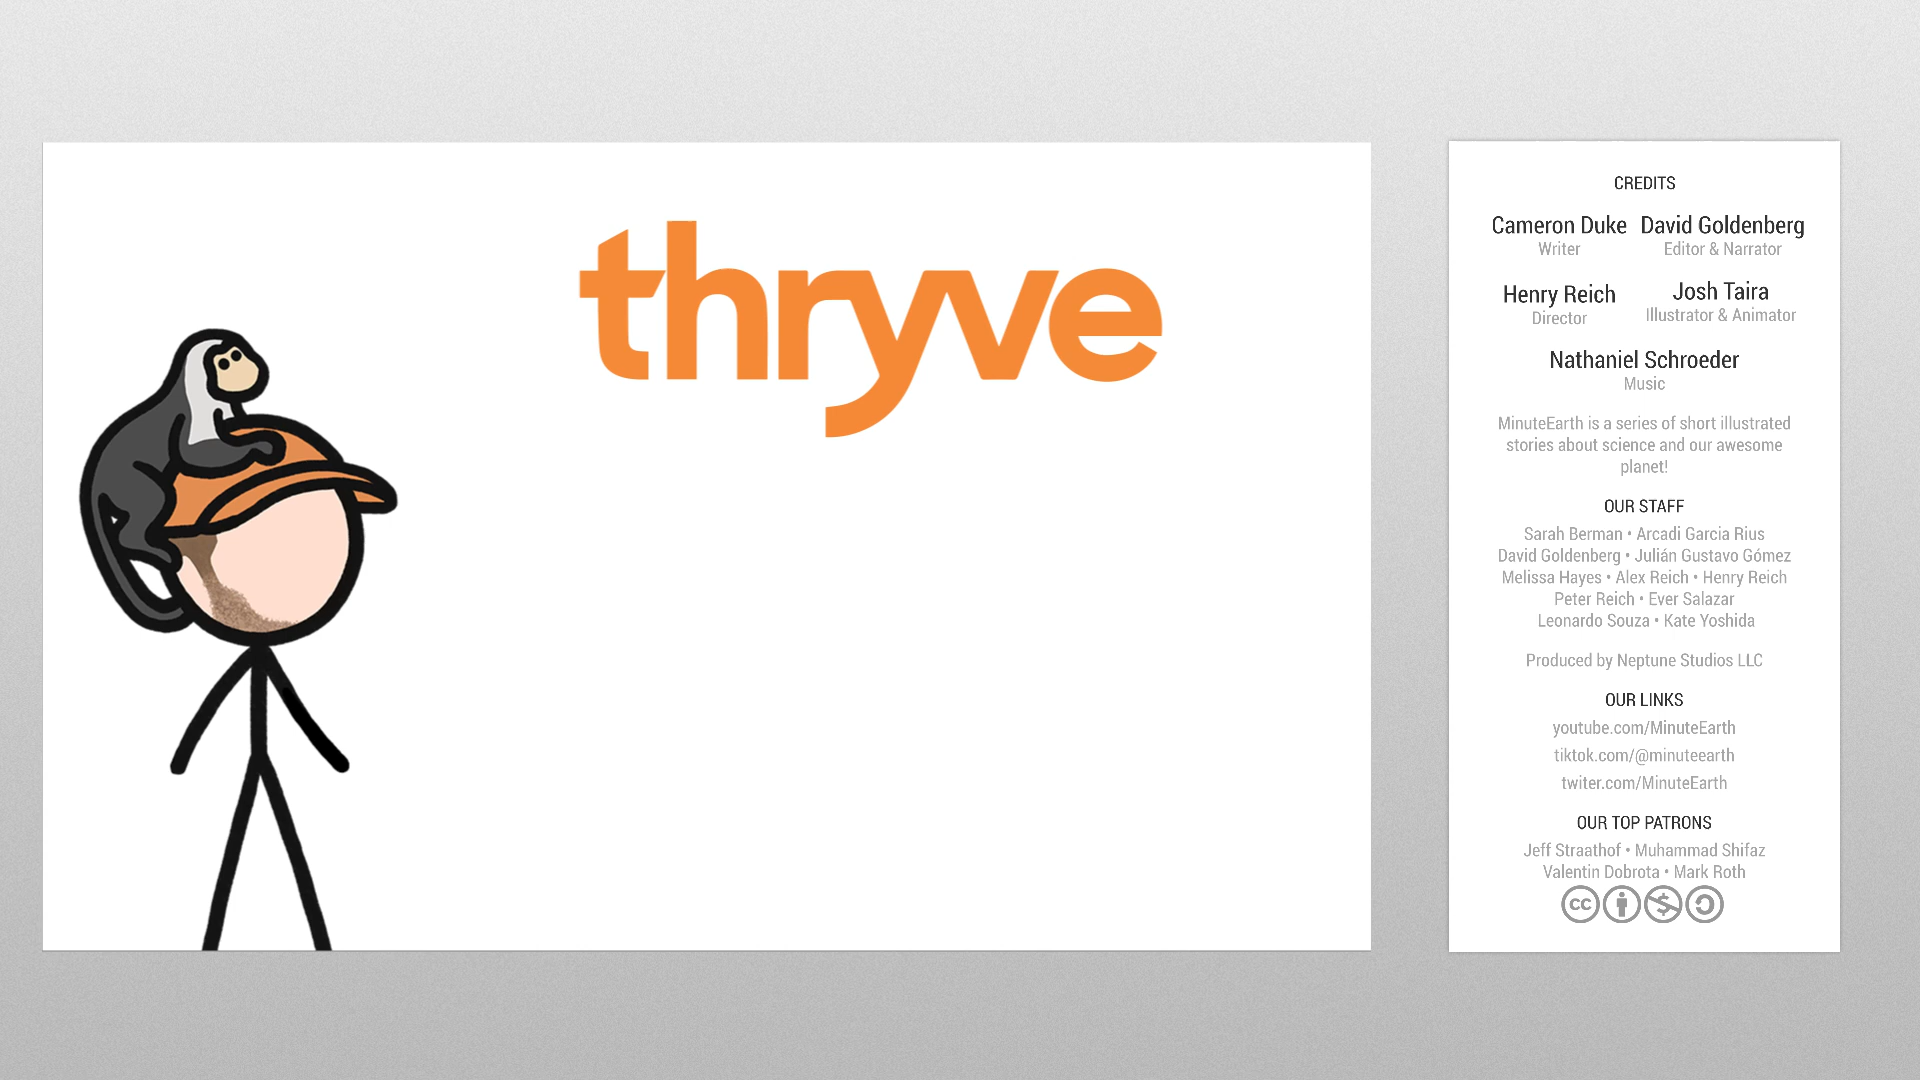 thryve
CREDITS
Cameron Duke David Goldenberg
Writer Editor & Narrator
Henry Reich Josh Taira
Director Illustrator & Animator
Nathaniel Schroeder
Music
MinuteEarth is a series of short illustrated
stories about science and our awesome
planet!
OUR STAFF
Sarah Berman • Arcadi Garcia Rius
David Goldenberg • Julián Gustavo Gómez
Melissa Hayes • Alex Reich • Henry Reich
Peter Reich • Ever Salazar
Leonardo Souza • Kate Yoshida
Produced by Neptune Studios LLC
OUR LINKS
youtube.com/MinuteEarth
tiktok.com/@minuteearth
twiter.com/MinuteEarth
OUR TOP PATRONS
Jeff Straathof • Muhammad Shifaz
Valentin Dobrota • Mark Roth
cc